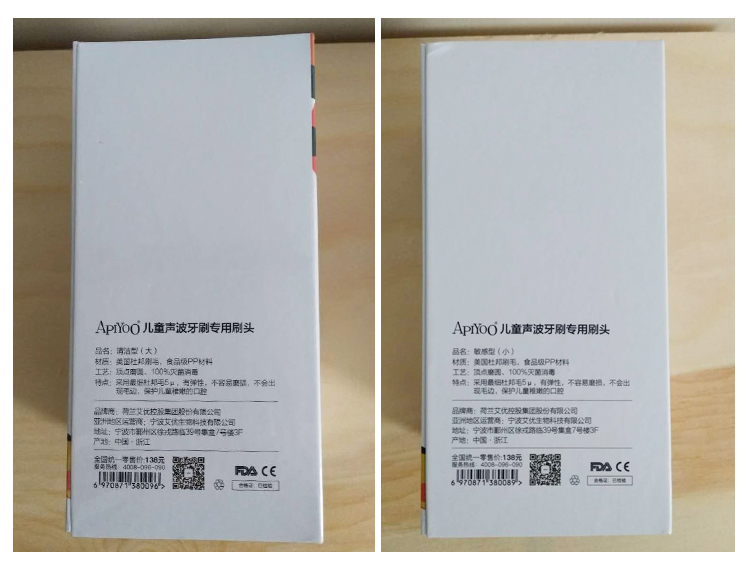 APIYOO® 儿童声波牙刷专用刷头
品名：清洁型（大）
材质：美国杜邦刷毛，食品级PP材料
工艺：顶点磨圆、100%灭菌消毒
特点：采用最细杜邦毛5μ，有弹性，不容易磨损，不会出
现毛边，保护儿童稚嫩的口腔
品牌商：荷兰艾优控股集团股份有限公司
亚洲地区运营商：宁波艾优生物科技有限公司
地址：宁波市鄞州区徐戎路临39号集盒7号楼3F
产地：中国·浙江
全国统一零售价:138元
服务热线：4008-096-090
6 970871 380096>
FDA CE
合格证：已检验
APIYOO® 儿童声波牙刷专用刷头
品名：敏感型（小）
材质：美国杜邦刷毛，食品级PP材料
工艺：顶点磨圆、100%灭菌消毒
特点：采用最细杜邦毛5μ，有弹性，不容易磨损，不会出
现毛边，保护儿童稚嫩的口腔
品牌商：荷兰艾优控股集团股份有限公司
亚洲地区运营商：宁波艾优生物科技有限公司
地址：宁波市鄞州区徐戎路临39号集盒7号楼3F
产地：中国·浙江
全国统一零售价:138元
服务热线：4008-096-090
6 970871 380089>
FDA CE
合格证：已检验